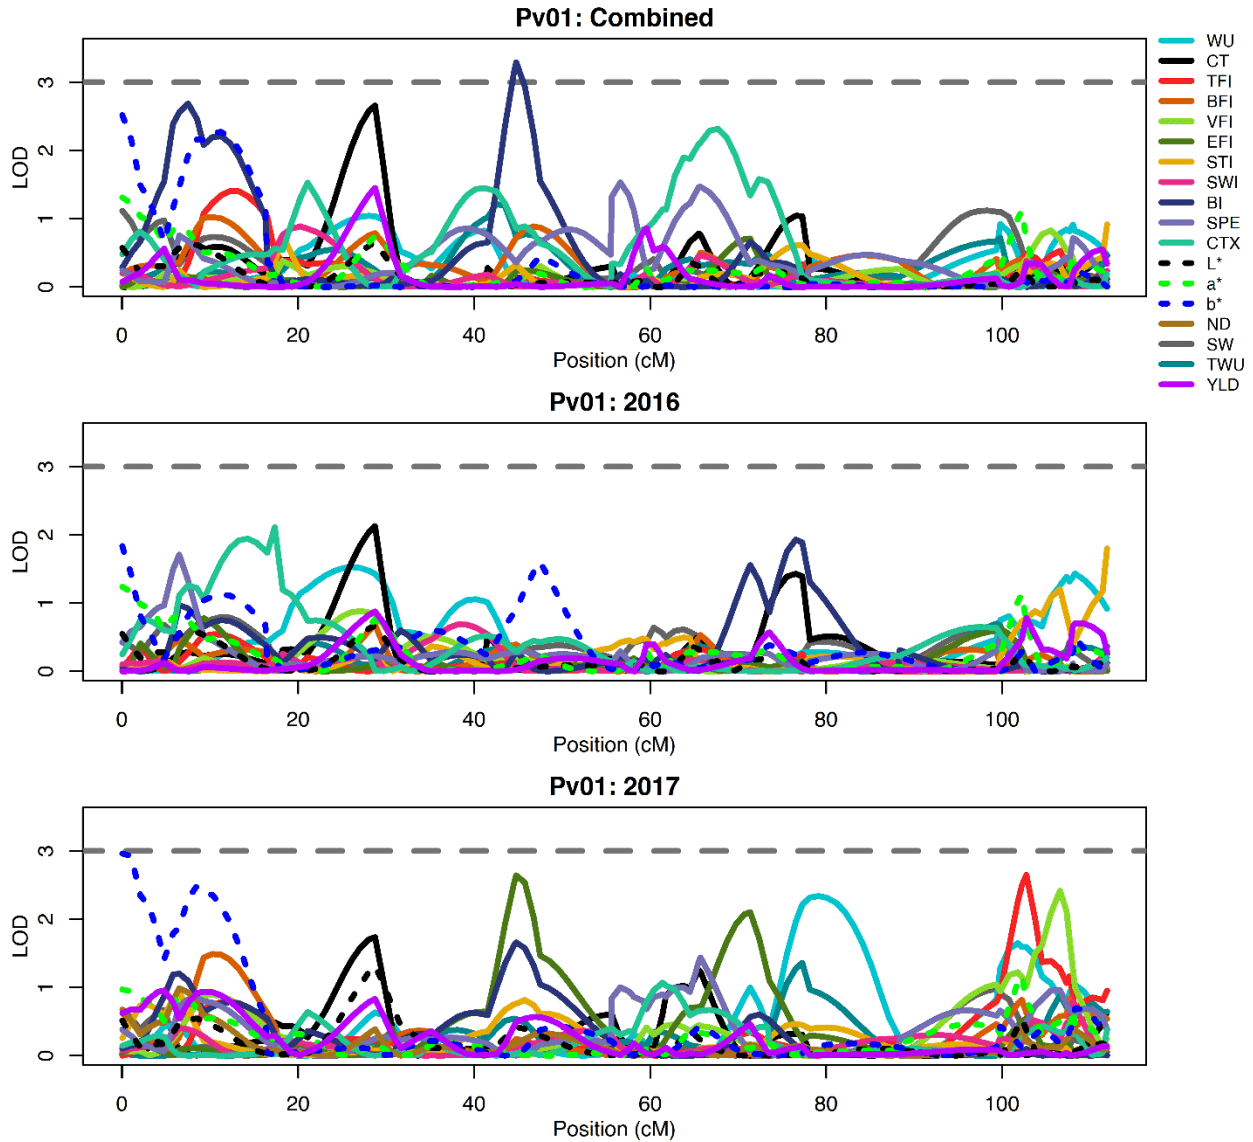 Pv01: Combined
LOD
3
2
1
0
0 20 40 60 80 100
Position (cM)
WU
CT
TFI
BFI
VFI
EFI
STI
SWI
BI
SPE
CTX
L*
a*
b*
ND
SW
TWU
YLD
Pv01: 2016
LOD
3
2
1
0
0 20 40 60 80 100
Position (cM)
Pv01: 2017
LOD
3
2
1
0
0 20 40 60 80 100
Position (cM)